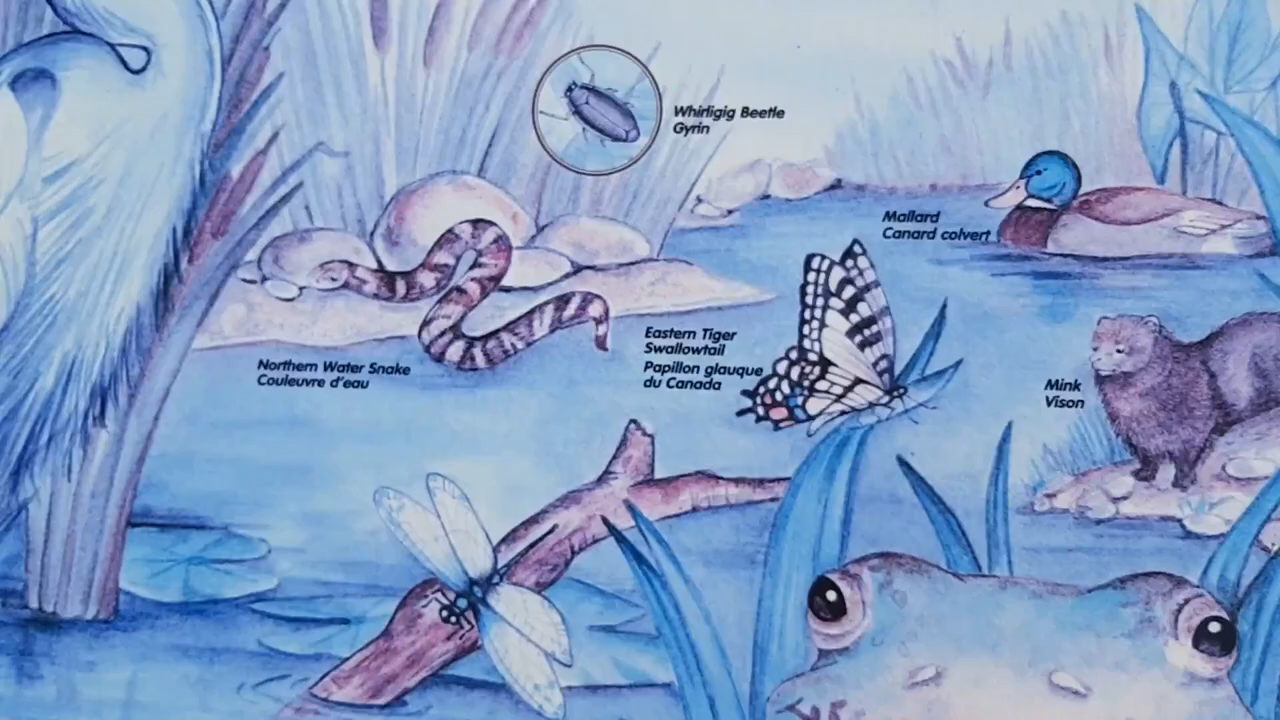 Whirligig Beetle
Gyrin
Mallard
Canard colvert
Eastern Tiger
Swallowtail
Papillon glauque
du Canada
Northern Water Snake
Couleuvre d'eau
Mink
Vison